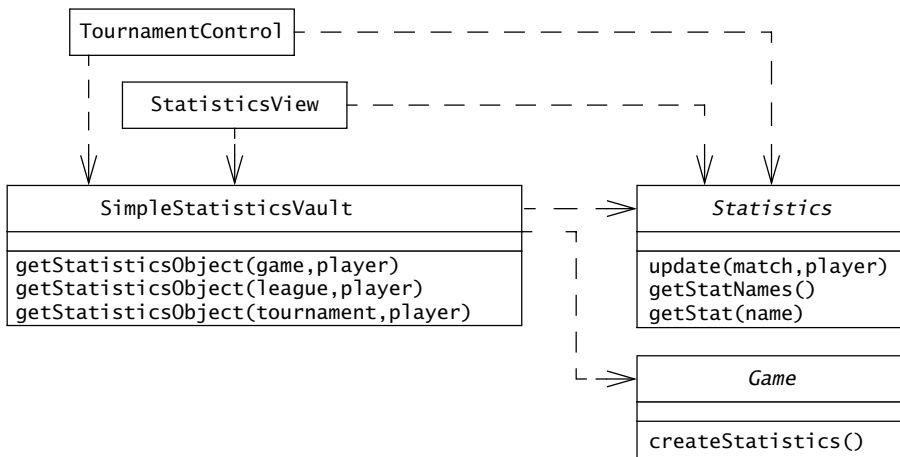 TournamentControl
StatisticsView
SimpleStatisticsVault
getStatisticsObject(game,player)
getStatisticsObject(league,player)
getStatisticsObject(tournament,player)
Statistics
update(match,player)
getStatNames()
getStat(name)
Game
createStatistics()